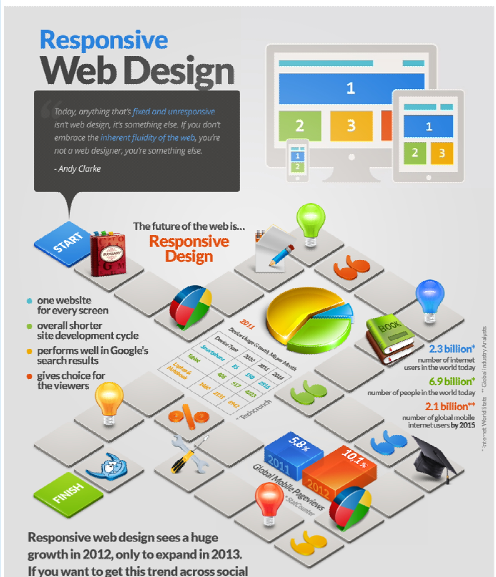 Responsive
Web Design
Today, anything that's fixed and unresponsive
isn't web design, it's something else. If you don't
embrace the inherent fluidity of the web, you're
not a web designer, you're something else.
- Andy Clarke
1
2
3
1
2
3
1
2
START
The future of the web is...
Responsive
Design
one website
for every screen
overall shorter
site development cycle
performs well in Google's
search results
gives choice for
the viewers
2011
BOOK
2.3 billion*
number of internet
users in the world today
6.9 billion*
number of people in the world today
2.1 billion**
number of global mobile
internet users by 2015
* Internet World Stats ** Global Industry Analysts
5.8%
2011
10.1%
2012
Global Mobile Pageviews
* StatCounter
FINISH
Responsive web design sees a huge
growth in 2012, only to expand in 2013.
If you want to get this trend across social